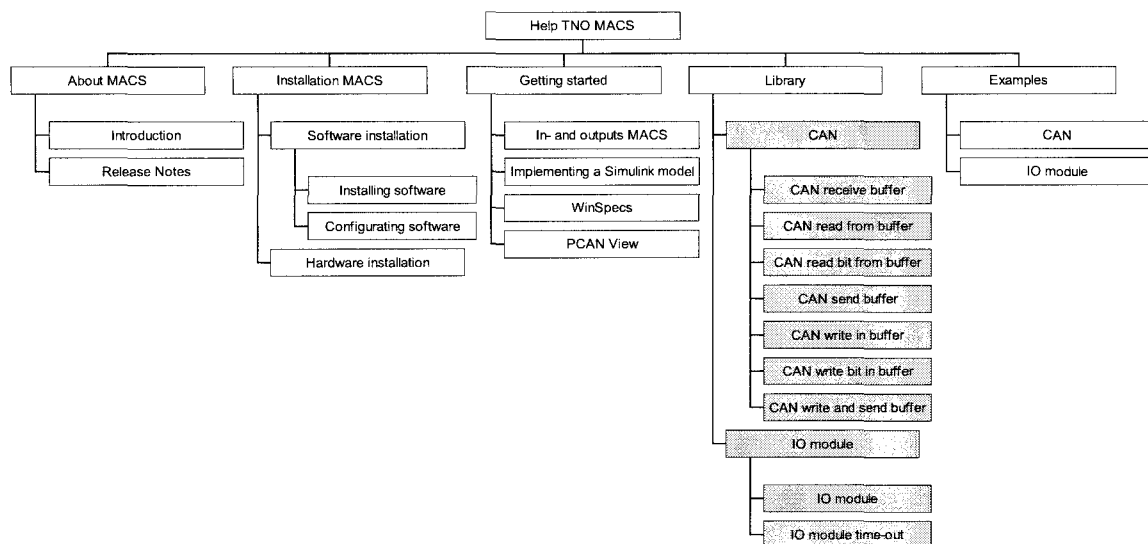 Help TNO MACS
About MACS
Introduction
Release Notes
Installation MACS
Software installation
Installing software
Configurating software
Hardware installation
Getting started
In- and outputs MACS
Implementing a Simulink model
WinSpecs
PCAN View
Library
CAN
CAN receive buffer
CAN read from buffer
CAN read bit from buffer
CAN send buffer
CAN write in buffer
CAN write bit in buffer
CAN write and send buffer
IO module
IO module
IO module time-out
Examples
CAN
IO module